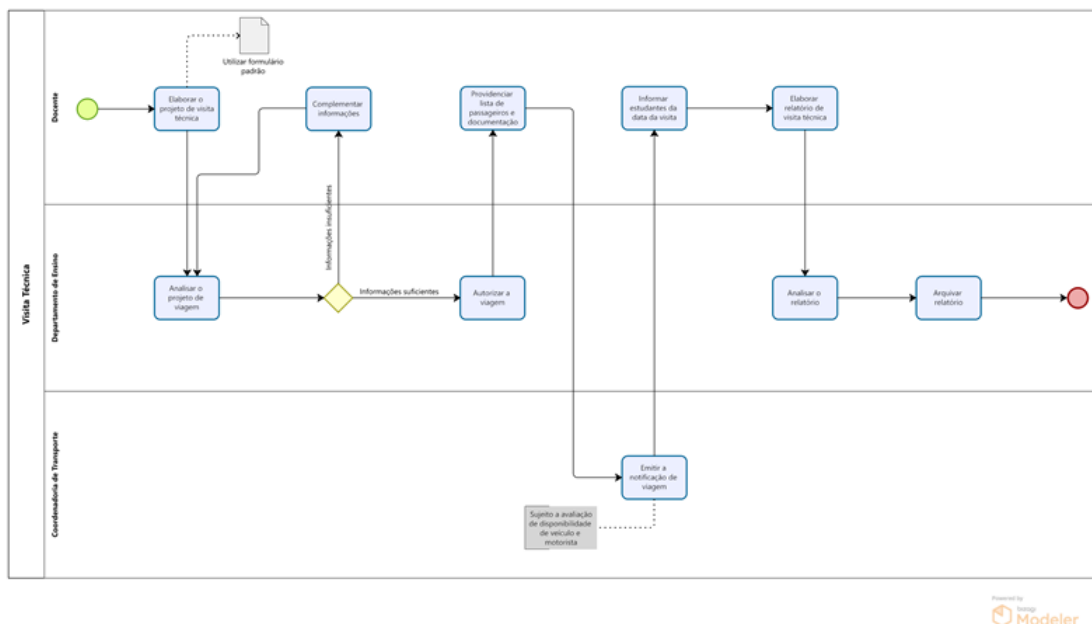 Visita Técnica
Docente
Utilizar formulário
padrão
Elaborar o
projeto de visita
técnica
Complementar
informações
Providenciar
lista de
passageiros e
documentação
Informar
estudantes da
data da visita
Elaborar
relatório de
visita técnica
Departamento de Ensino
Analisar o
projeto de
viagem
Informações insuficientes
Informações suficientes
Autorizar a
viagem
Analisar o
relatório
Arquivar
relatório
Coordenadoria de Transporte
Emitir a
notificação de
viagem
Sujeito a avaliação
de disponibilidade
de veículo e
motorista
Powered by
bizagi
Modeler